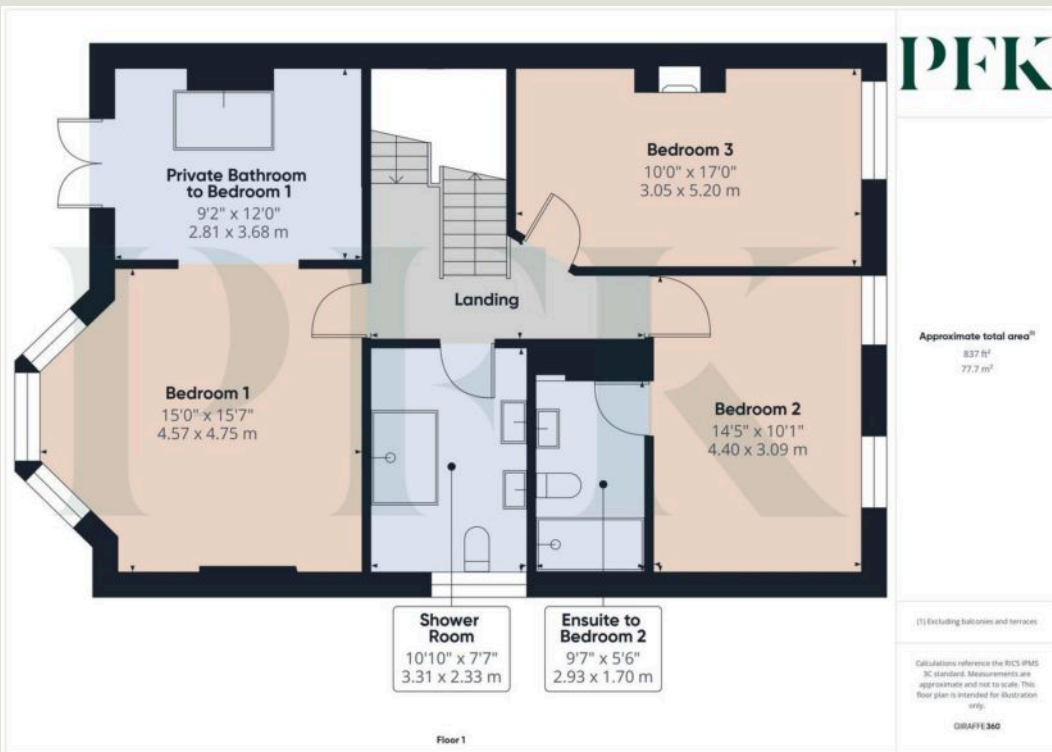 PFK
Private Bathroom
to Bedroom 1
9'2" x 12'0"
2.81 x 3.68 m
Bedroom 3
10'0" x 17'0"
3.05 x 5.20 m
Landing
Bedroom 1
15'0" x 15'7"
4.57 x 4.75 m
Bedroom 2
14'5" x 10'1"
4.40 x 3.09 m
PFK
Shower
Room
10'10" x 7'7"
3.31 x 2.33 m
Ensuite to
Bedroom 2
9'7" x 5'6"
2.93 x 1.70 m
Floor 1
Approximate total area⁽¹⁾
837 ft²
77.7 m²
(1) Excluding balconies and terraces
Calculations reference the RICS IPMS
3C standard. Measurements are
approximate and not to scale. This
floor plan is intended for illustration
only.
GIRAFFE360